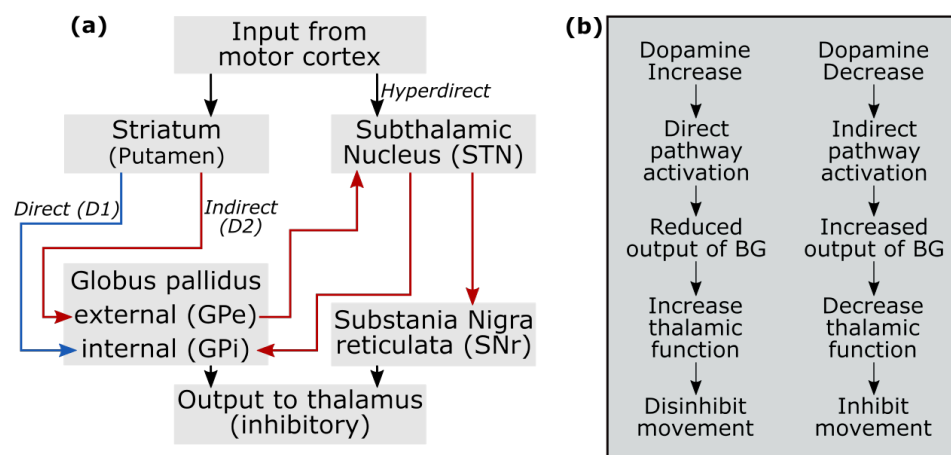 (a)
Input from
motor cortex
Hyperdirect
Striatum
(Putamen)
Subthalamic
Nucleus (STN)
Direct (D1)
Indirect
(D2)
Globus pallidus
external (GPe)
internal (GPi)
Substania Nigra
reticulata (SNr)
Output to thalamus
(inhibitory)
(b)
Dopamine
Increase
Direct
pathway
activation
Reduced
output of BG
Increase
thalamic
function
Disinhibit
movement
Dopamine
Decrease
Indirect
pathway
activation
Increased
output of BG
Decrease
thalamic
function
Inhibit
movement